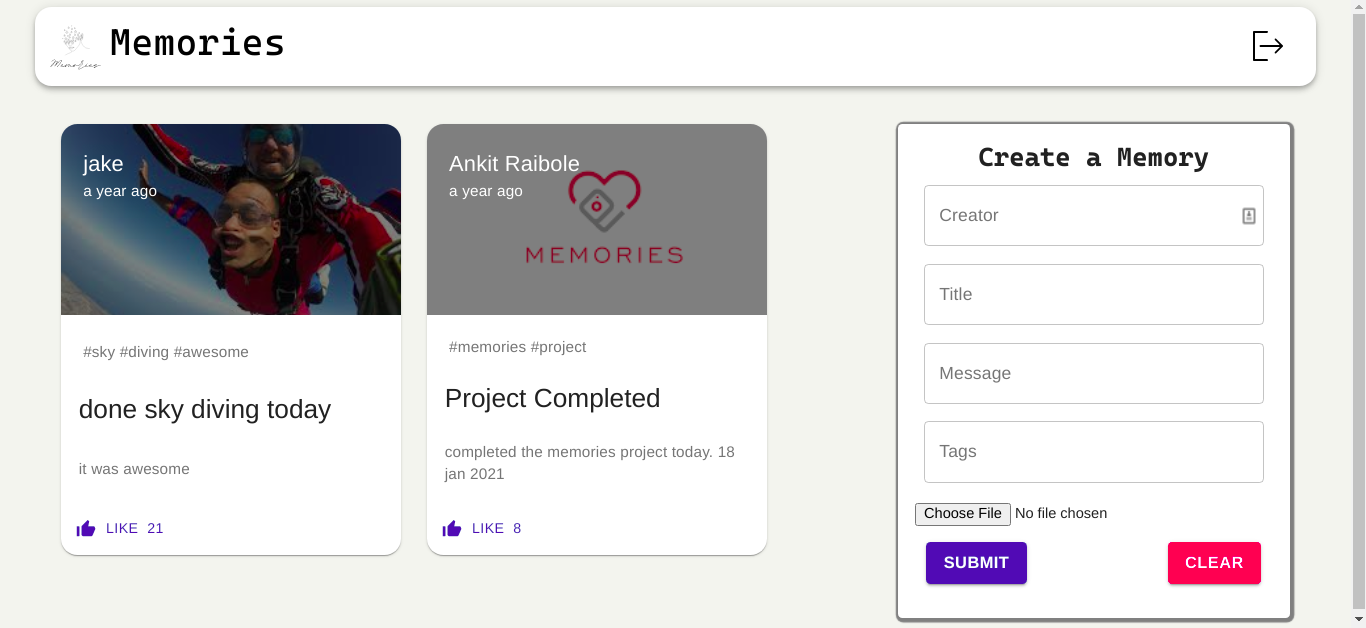 Memories
Memories
jake
a year ago
#sky #diving #awesome
done sky diving today
it was awesome
LIKE 21
Ankit Raibole
a year ago
MEMORIES
#memories #project
Project Completed
completed the memories project today. 18
jan 2021
LIKE 8
Create a Memory
Creator
Title
Message
Tags
Choose File No file chosen
SUBMIT
CLEAR